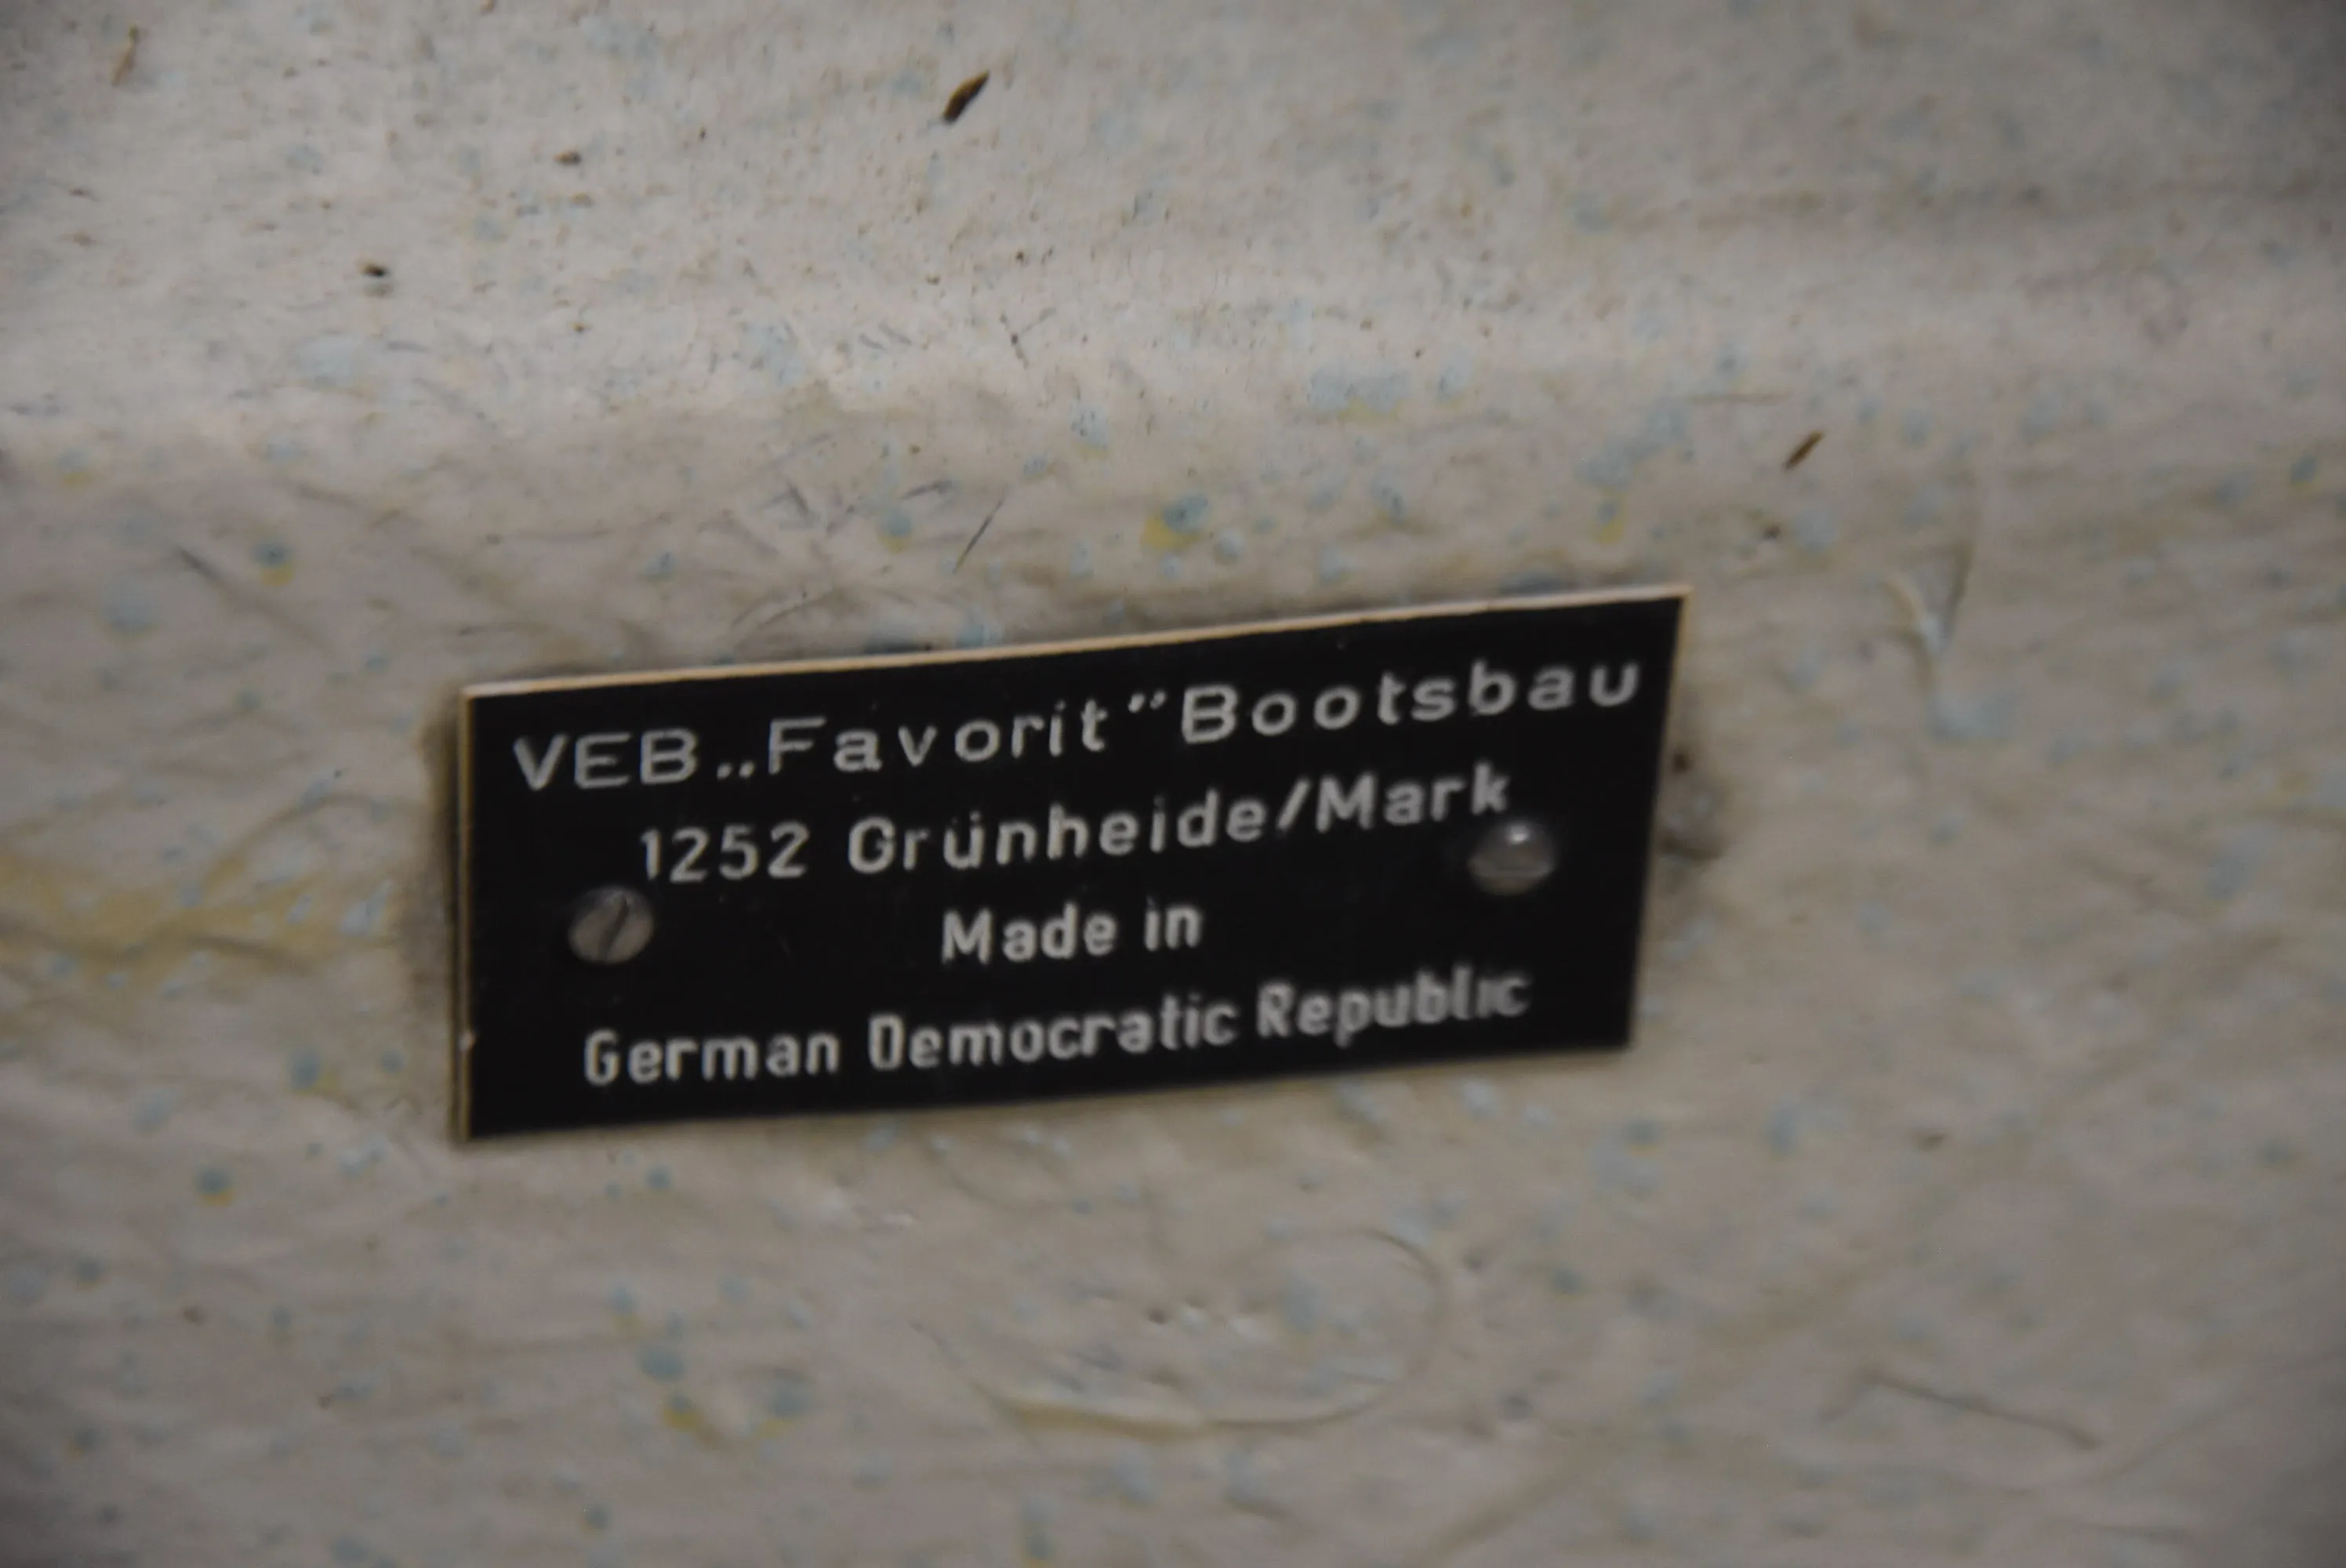 VEB „Favorit” Bootsbau
1252 Grünheide/Mark
Made in
German Democratic Republic